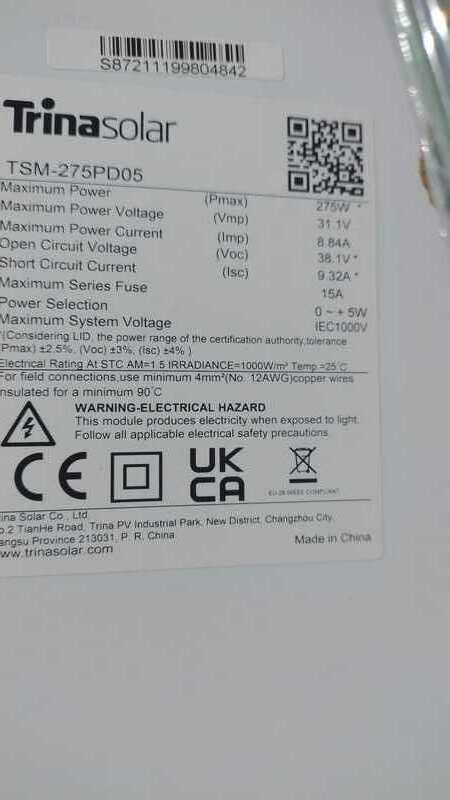 S87211199804842
Trinasolar
TSM-275PD05
Maximum Power (Pmax) 275W *
Maximum Power Voltage (Vmp) 31.1V
Maximum Power Current (Imp) 8.84A
Open Circuit Voltage (Voc) 38.1V *
Short Circuit Current (Isc) 9.32A *
Maximum Series Fuse 15A
Power Selection 0 ~ + 5W
Maximum System Voltage IEC1000V
*(Considering LID, the power range of the certification authority,tolerance
(Pmax) ±2.5%, (Voc) ±3%, (Isc) ±4% )
Electrical Rating At STC AM=1.5 IRRADIANCE=1000W/m² Temp.=25°C
For field connections, use minimum 4mm²(No. 12AWG)copper wires
insulated for a minimum 90°C
WARNING-ELECTRICAL HAZARD
This module produces electricity when exposed to light.
Follow all applicable electrical safety precautions.
CE
UK
CA
COMPLIANT
ina Solar Co., Ltd.
o.2 TianHe Road, Trina PV Industrial Park, New District, Changzhou City,
angsu Province 213031, P. R. China
ww.trinasolar.com
Made in China